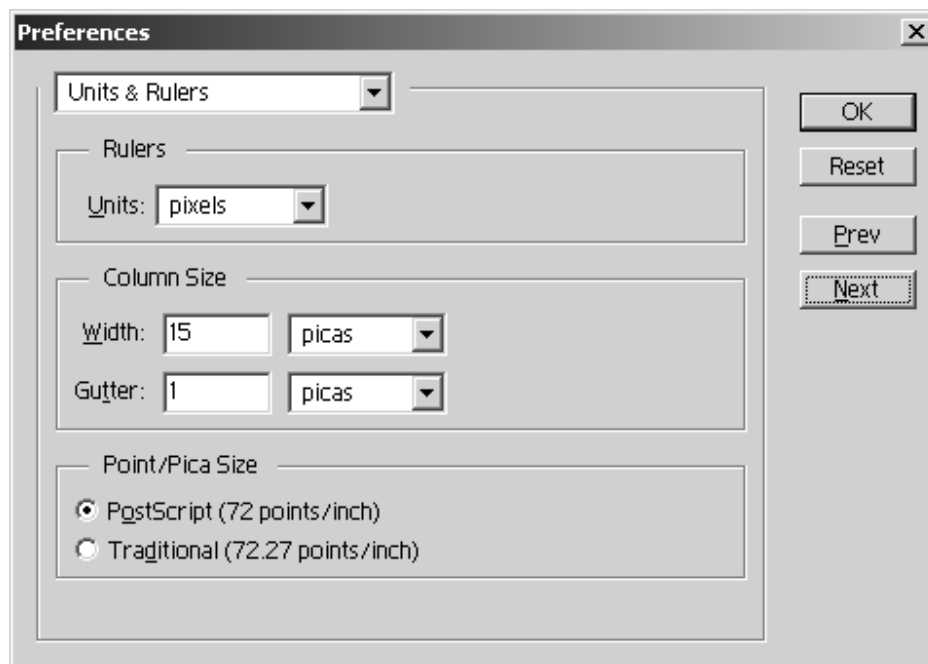 Preferences
Units & Rulers
OK
Rulers
Reset
Units: pixels
Prev
Column Size
Next
Width: 15 picas
Gutter: 1 picas
Point/Pica Size
PostScript (72 points/inch)
Traditional (72.27 points/inch)